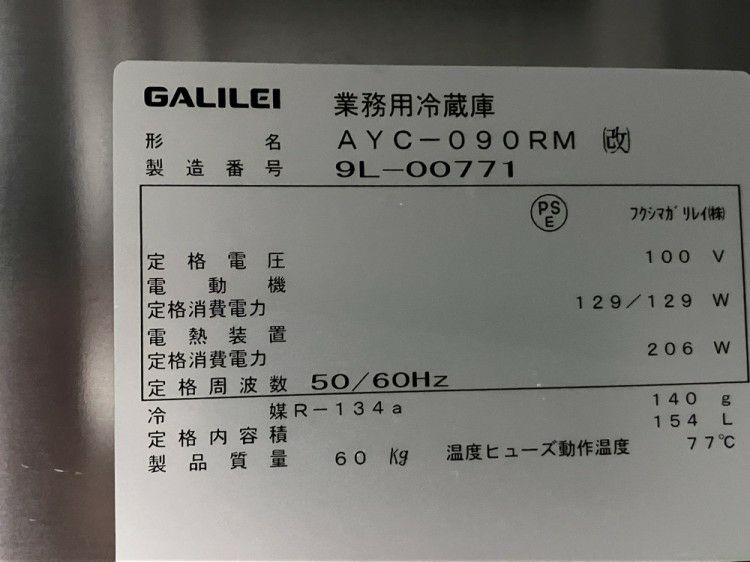 GALILEI 業務用冷蔵庫
形名 AYC-090RM ㊋改
製造番号 9L-00771
PS E フクシマガリレイ㈱
定格電圧 100 V
電動機
定格消費電力 129/129 W
電熱装置
定格消費電力 206 W
定格周波数 50/60Hz
冷媒 R-134a 140 g
定格内容積 154 L
製品質量 60 Kg 温度ヒューズ動作温度 77℃